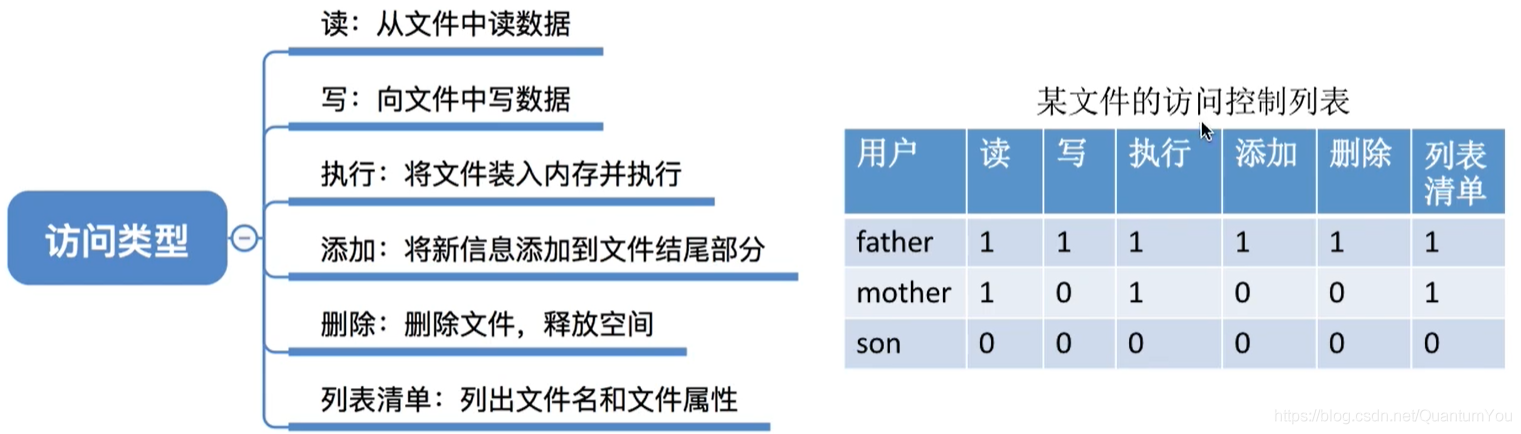 访问类型
读：从文件中读数据
写：向文件中写数据
执行：将文件装入内存并执行
添加：将新信息添加到文件结尾部分
删除：删除文件，释放空间
列表清单：列出文件名和文件属性
某文件的访问控制列表
用户 读 写 执行 添加 删除 列表清单
father 1 1 1 1 1 1
mother 1 0 1 0 0 1
son 0 0 0 0 0 0
https://blog.csdn.net/QuantumYou